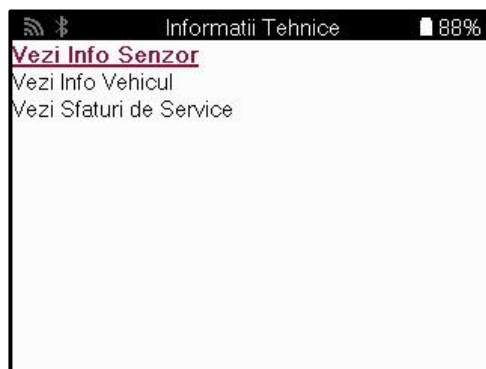 Informatii Tehnice 88%
Vezi Info Senzor
Vezi Info Vehicul
Vezi Sfaturi de Service